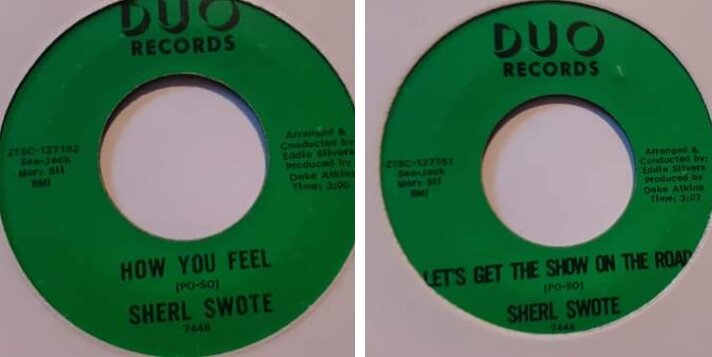 DUO
RECORDS
ZTSC-127152
See-Jack
Mary Sil
BMI
Arranged &
Conducted by:
Eddie Silvers
Produced by
Deke Atkins
Time: 3:00
HOW YOU FEEL
(PO-SO)
SHERL SWOTE
7448
DUO
RECORDS
ZTSC-127151
See-Jack
Mary Sil
BMI
Arranged &
Conducted by:
Eddie Silvers
Produced by
Deke Atkins
Time: 3:07
LET'S GET THE SHOW ON THE ROAD
(PO-SO)
SHERL SWOTE
7448